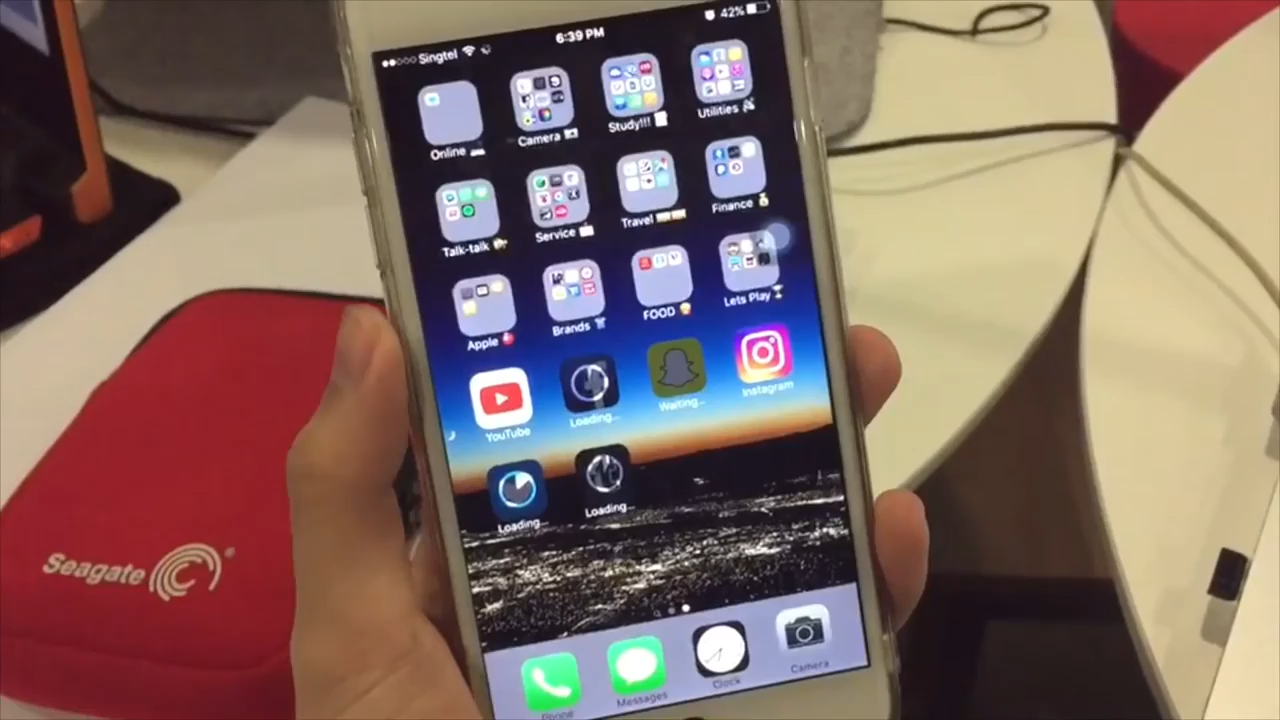 Singtel
6:39 PM
42%
Online
Camera
Study!!!
Utilities
Talk-talk
Service
Travel
Finance
Apple
Brands
FOOD
Lets Play
YouTube
Loading...
Waiting...
Instagram
Loading...
Loading...
Phone
Messages
Clock
Camera
Seagate